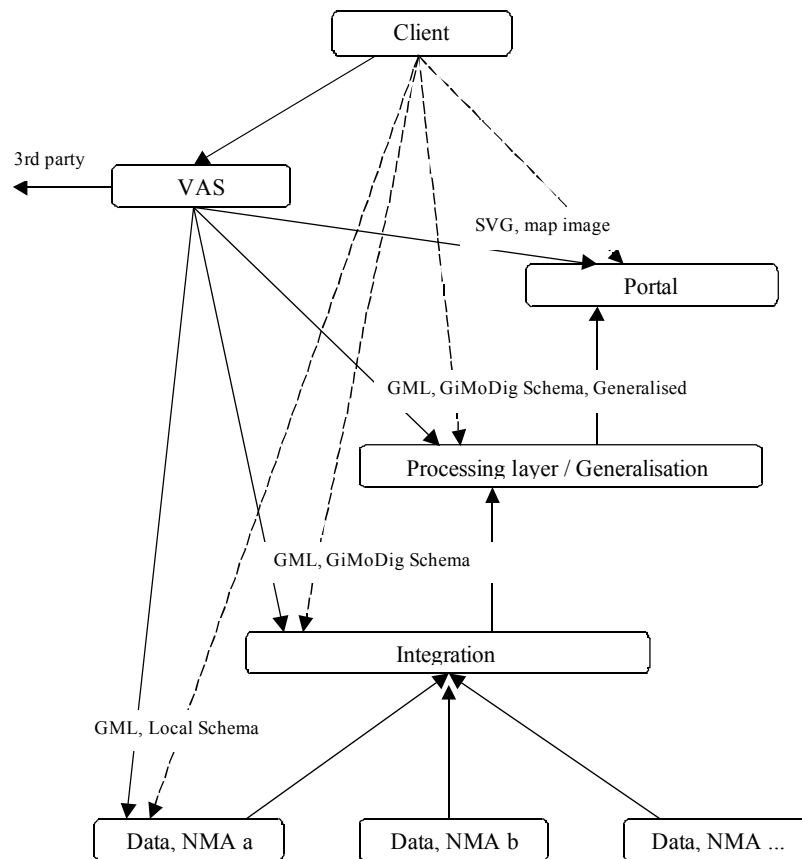 Client
3rd party
VAS
SVG, map image
Portal
GML, GiMoDig Schema, Generalised
Processing layer / Generalisation
GML, GiMoDig Schema
Integration
GML, Local Schema
Data, NMA a
Data, NMA b
Data, NMA ...